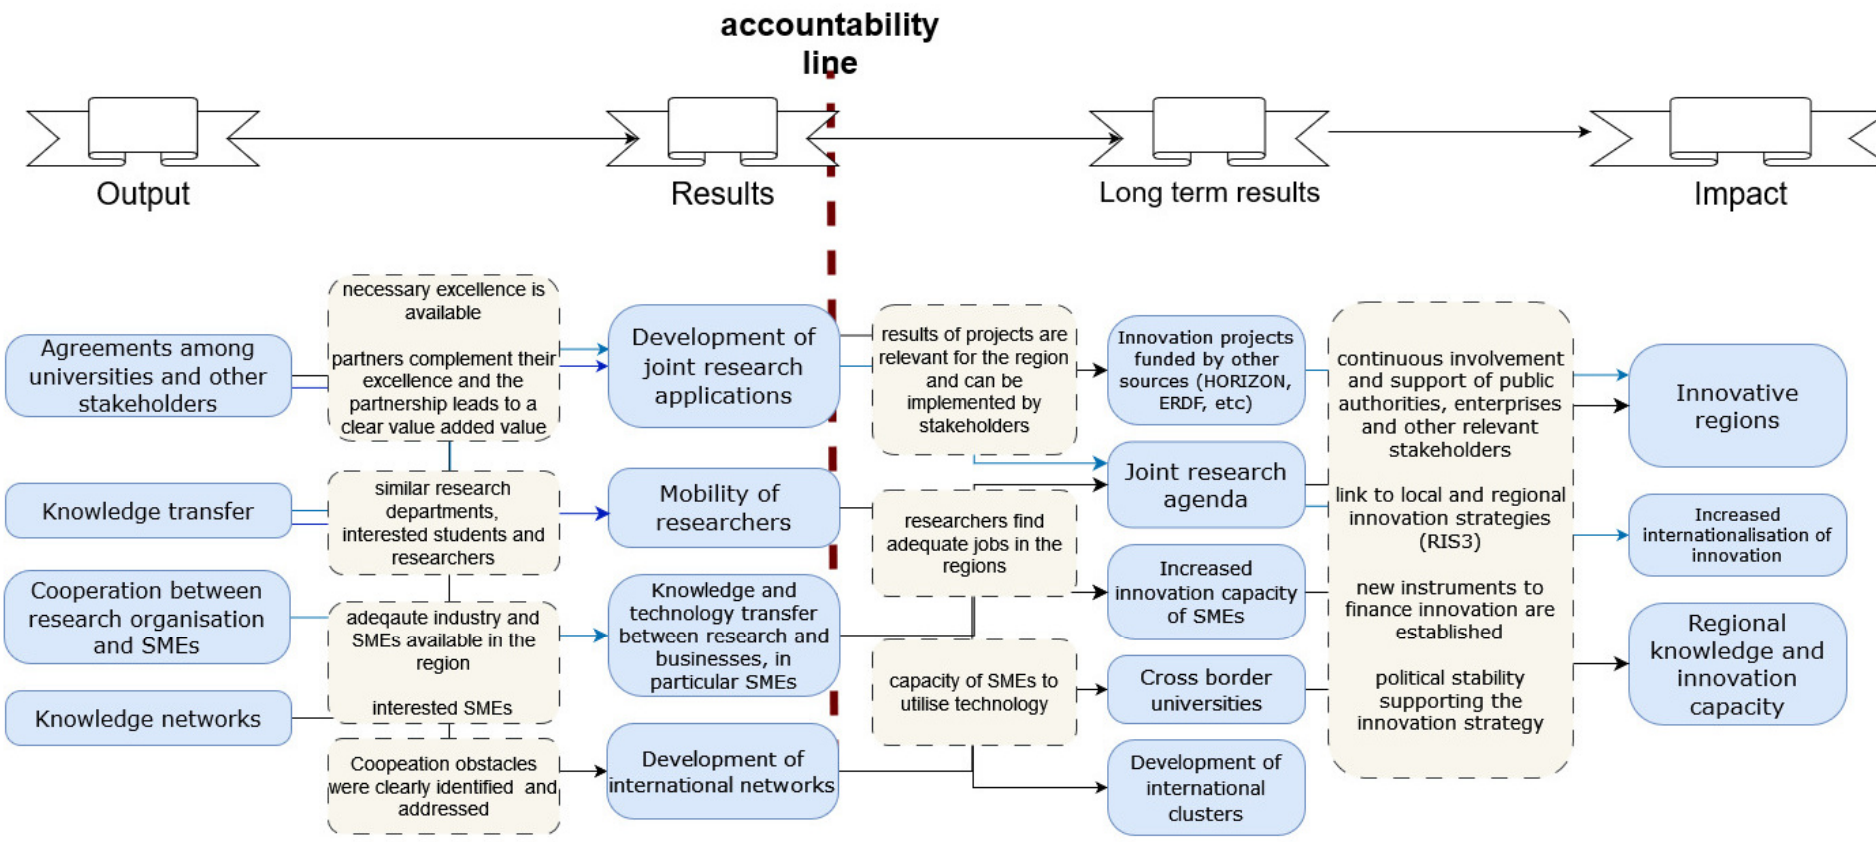 accountability
line
Output
Results
Long term results
Impact
Agreements among
universities and other
stakeholders
Knowledge transfer
Cooperation between
research organisation
and SMEs
Knowledge networks
necessary excellence is
available
partners complement their
excellence and the
partnership leads to a
clear value added value
similar research
departments,
interested students and
researchers
adeqaute industry and
SMEs available in the
region
interested SMEs
Coopeation obstacles
were clearly identified and
addressed
Development of
joint research
applications
Mobility of
researchers
Knowledge and
technology transfer
between research and
businesses, in
particular SMEs
Development of
international networks
results of projects are
relevant for the region
and can be
implemented by
stakeholders
researchers find
adequate jobs in the
regions
capacity of SMEs to
utilise technology
Innovation projects
funded by other
sources (HORIZON,
ERDF, etc)
Joint research
agenda
Increased
innovation capacity
of SMEs
Cross border
universities
Development of
international
clusters
continuous involvement
and support of public
authorities, enterprises
and other relevant
stakeholders
link to local and regional
innovation strategies
(RIS3)
new instruments to
finance innovation are
established
political stability
supporting the
innovation strategy
Innovative
regions
Increased
internationalisation of
innovation
Regional
knowledge and
innovation
capacity